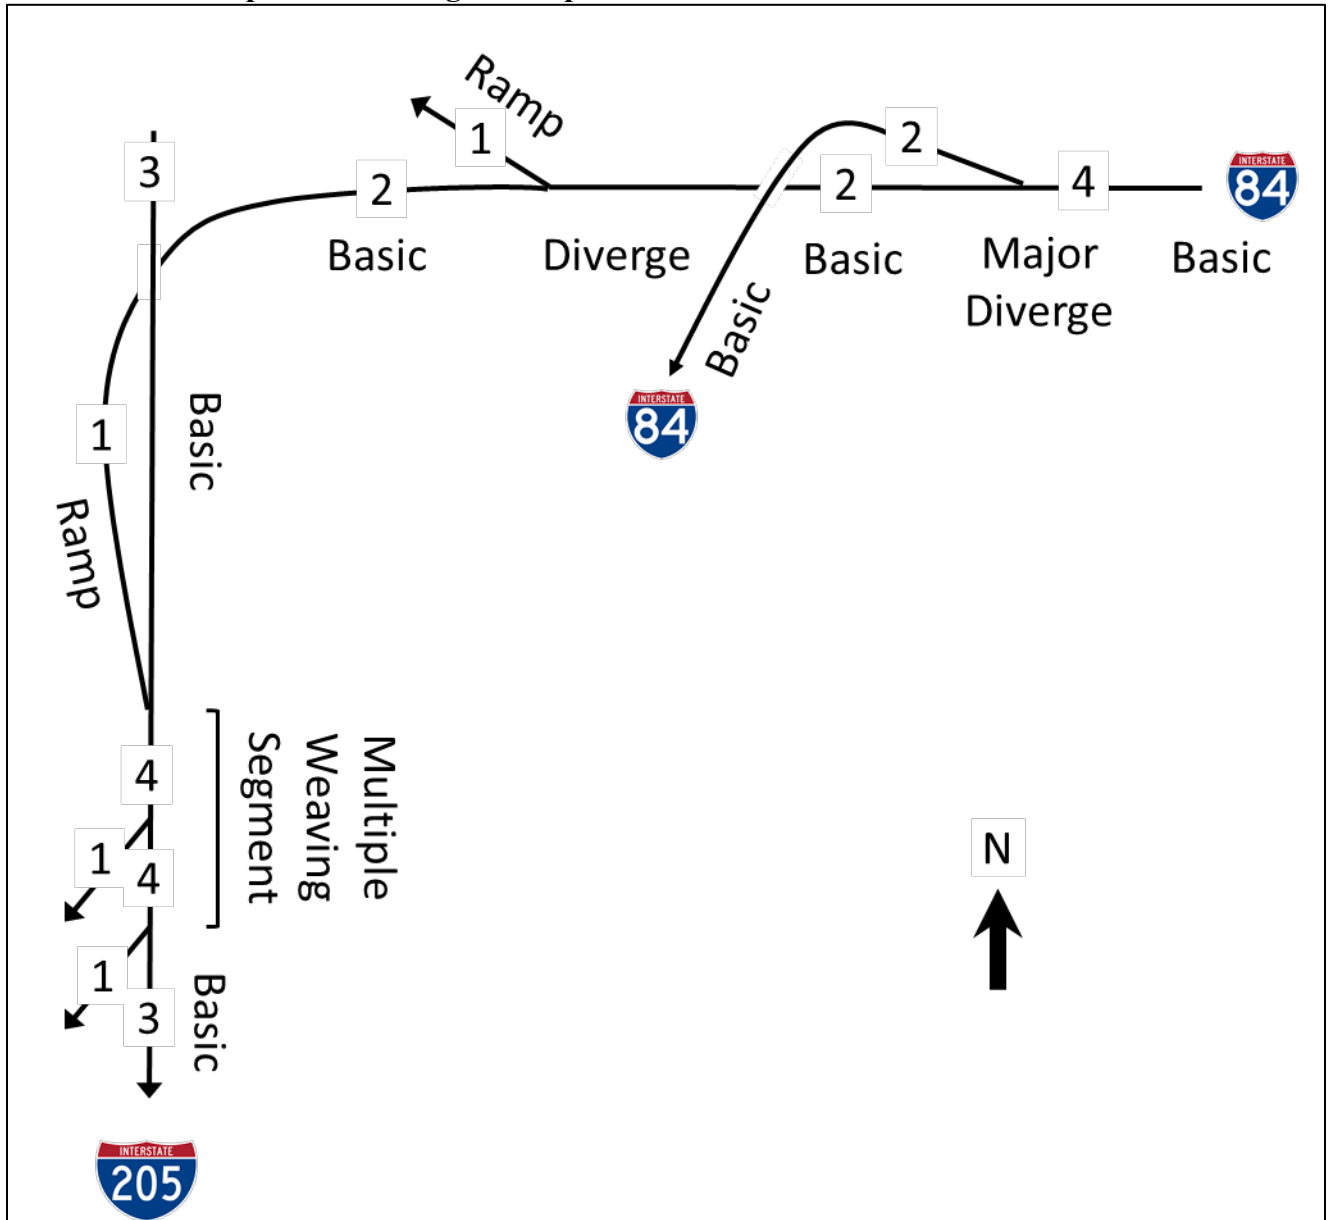 Ramp
1
2
3
2
2
4
INTERSTATE
84
Basic
Diverge
Basic
Major
Diverge
Basic
Basic
INTERSTATE
84
1
Basic
Ramp
4
Multiple
Weaving
Segment
1
4
N
1
3
Basic
INTERSTATE
205